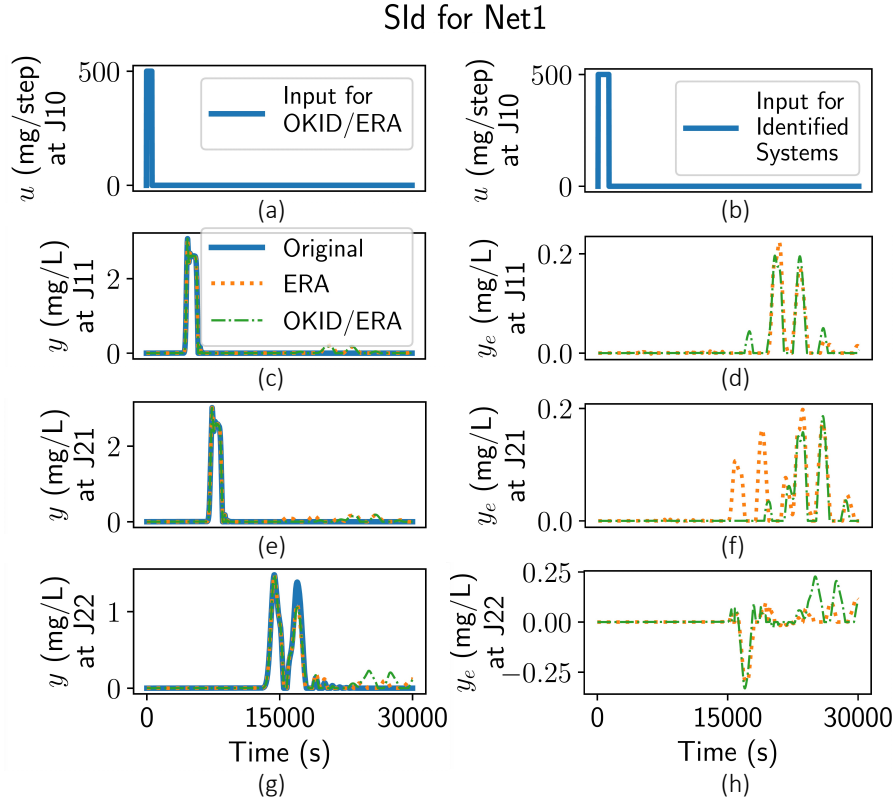 SId for Net1
u (mg/step)
at J10
500
0
Input for
OKID/ERA
(a)
u (mg/step)
at J10
500
0
Input for
Identified
Systems
(b)
y (mg/L)
at J11
2
0
Original
ERA
OKID/ERA
(c)
y_e (mg/L)
at J11
0.2
0.0
(d)
y (mg/L)
at J21
2
0
(e)
y_e (mg/L)
at J21
0.2
0.0
(f)
y (mg/L)
at J22
1
0
0 15000 30000
Time (s)
(g)
y_e (mg/L)
at J22
0.25
0.00
−0.25
0 15000 30000
Time (s)
(h)